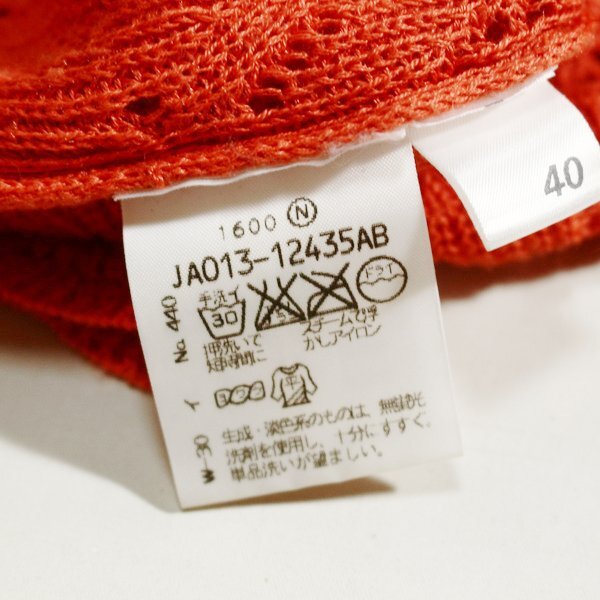 40
1600 N
JA013-12435AB
No. 440
手洗イ
30
ドライ
押洗いで
短時間に
スチームで浮
かしアイロン
平
イ
W-30
生成・淡色系のものは、無蛍光
洗剤を使用し、十分にすすぐ。
単品洗いが望ましい。